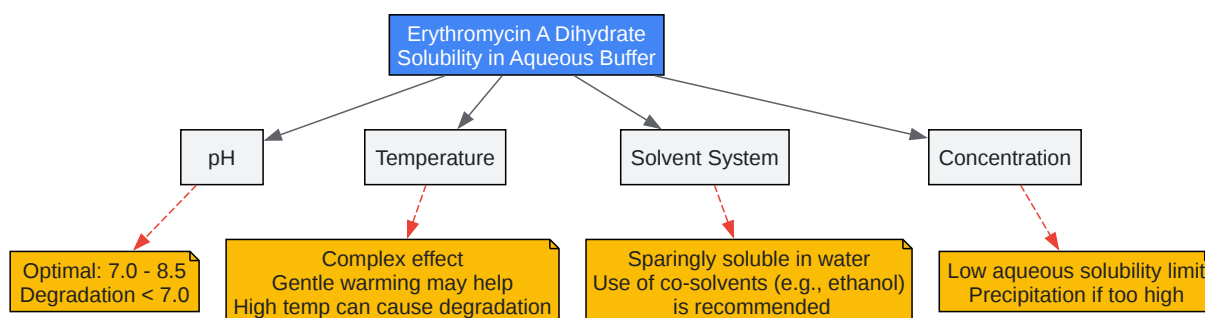 Erythromycin A Dihydrate
Solubility in Aqueous Buffer
pH
Temperature
Solvent System
Concentration
Optimal: 7.0 - 8.5
Degradation < 7.0
Complex effect
Gentle warming may help
High temp can cause degradation
Sparingly soluble in water
Use of co-solvents (e.g., ethanol)
is recommended
Low aqueous solubility limit
Precipitation if too high